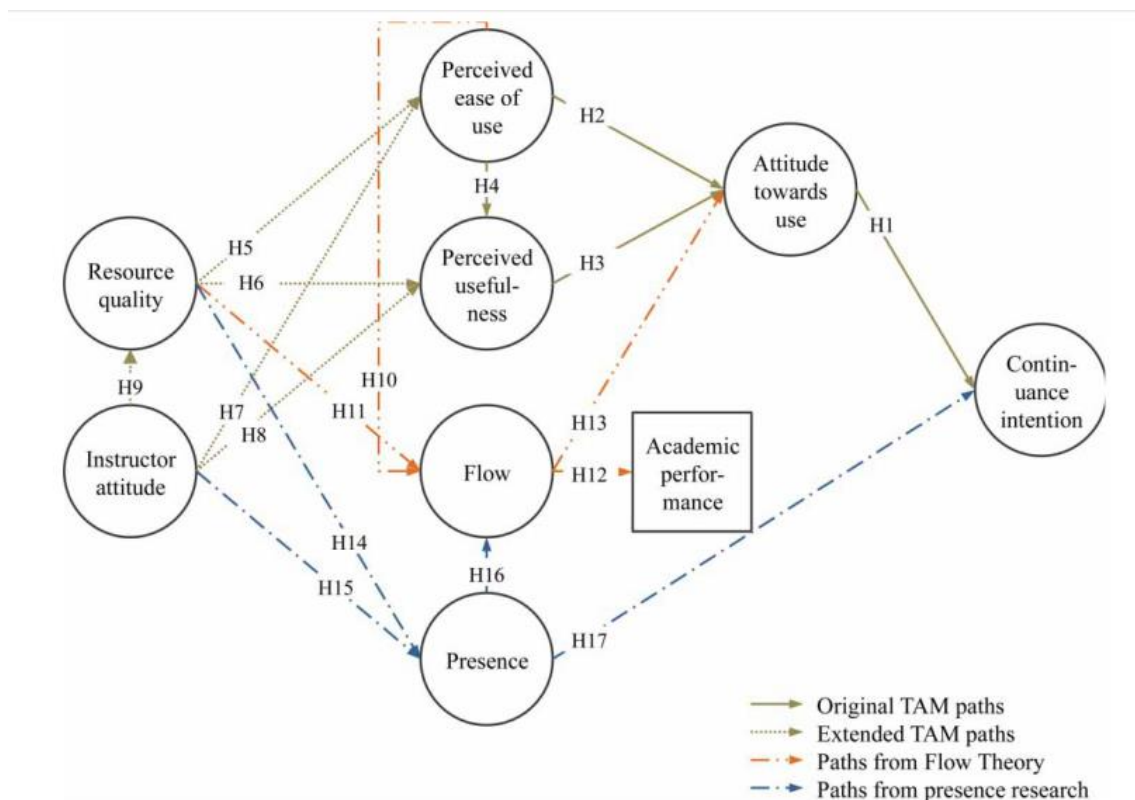 Perceived
ease of
use
H2
Attitude
towards
use
H4
H1
H5
Resource
quality
H6
Perceived
useful-
ness
H3
Contin-
uance
intention
H9
H10
H7
H11
H8
H13
Instructor
attitude
Flow
H12
Academic
perfor-
mance
H14
H15
H16
H17
Presence
Original TAM paths
Extended TAM paths
Paths from Flow Theory
Paths from presence research